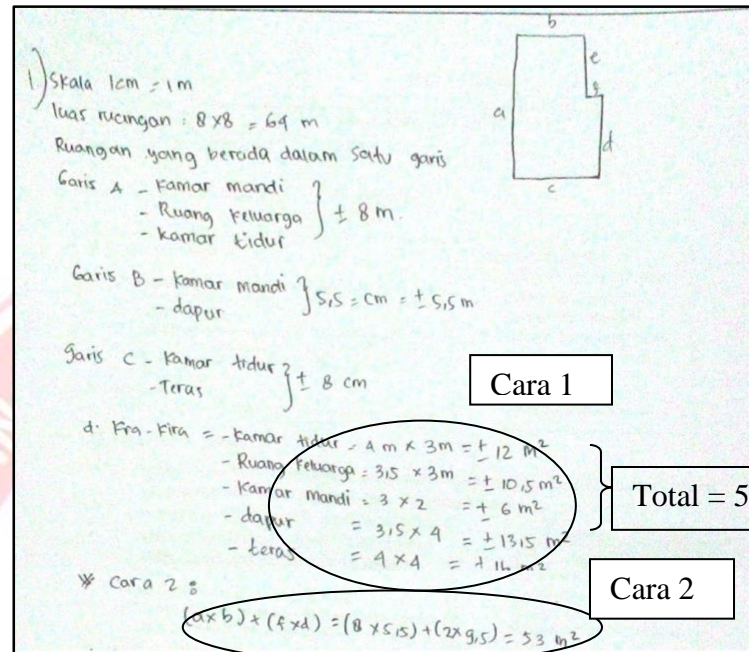 b
e
f
a
d
c
1) Skala 1cm = 1m
luas rucingan : 8 x 8 = 64 m
Ruangan yang berada dalam satu garis
Garis A - Kamar mandi
- Ruang Keluarga
- Kamar tidur
± 8 m.
Garis B - Kamar mandi
- dapur
5,5 = cm = ± 5,5 m
Garis C - Kamar tidur
- Teras
± 8 cm
Cara 1
d. Kira-Kira = - Kamar tidur = 4 m x 3m = ± 12 m²
- Ruang Keluarga = 3,5 x 3m = ± 10,5 m²
- Kamar mandi = 3 x 2 = ± 6 m²
- dapur = 3,5 x 4 = ± 13,5 m²
- teras = 4 x 4 = ± 16 m²
Total = 5
Cara 2
* Cara 2 :
(a x b) + (f x d) = (8 x 5,5) + (2 x 9,5) = 53 m²